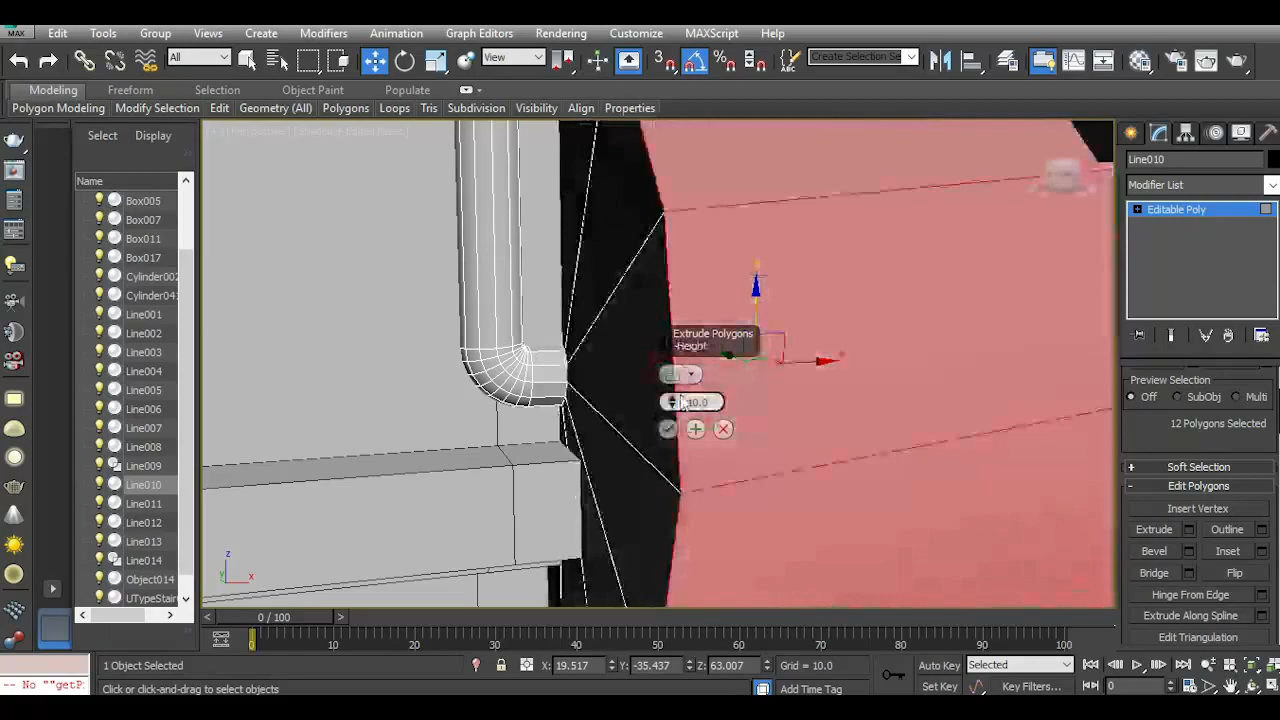 MAX
Edit Tools Group Views Create Modifiers Animation Graph Editors Rendering Customize MAXScript Help
All View 3 Create Selection Se
ABC
Modeling Freeform Selection Object Paint Populate
Polygon Modeling Modify Selection Edit Geometry (All) Polygons Loops Tris Subdivision Visibility Align Properties
Select Display
Name
Box005
Box007
Box011
Box017
Cylinder002
Cylinder041
Line001
Line002
Line003
Line004
Line005
Line006
Line007
Line008
Line009
Line010
Line011
Line012
Line013
Line014
Object014
UTypeStair
Extrude Polygons
-Height:
10.0
z
y
x
Line010
Modifier List
Editable Poly
Preview Selection
Off SubObj Multi
12 Polygons Selected
+ Soft Selection
- Edit Polygons
Insert Vertex
Extrude Outline
Bevel Inset
Bridge Flip
Hinge From Edge
Extrude Along Spline
Edit Triangulation
< 0 / 100 >
0 10 20 30 40 50 60 70 80 90 100
1 Object Selected X: 19.517 Y: -35.437 Z: 63.007 Grid = 10.0 Auto Key Selected
-- No ""getP
Click or click-and-drag to select objects Add Time Tag Set Key Key Filters... 0